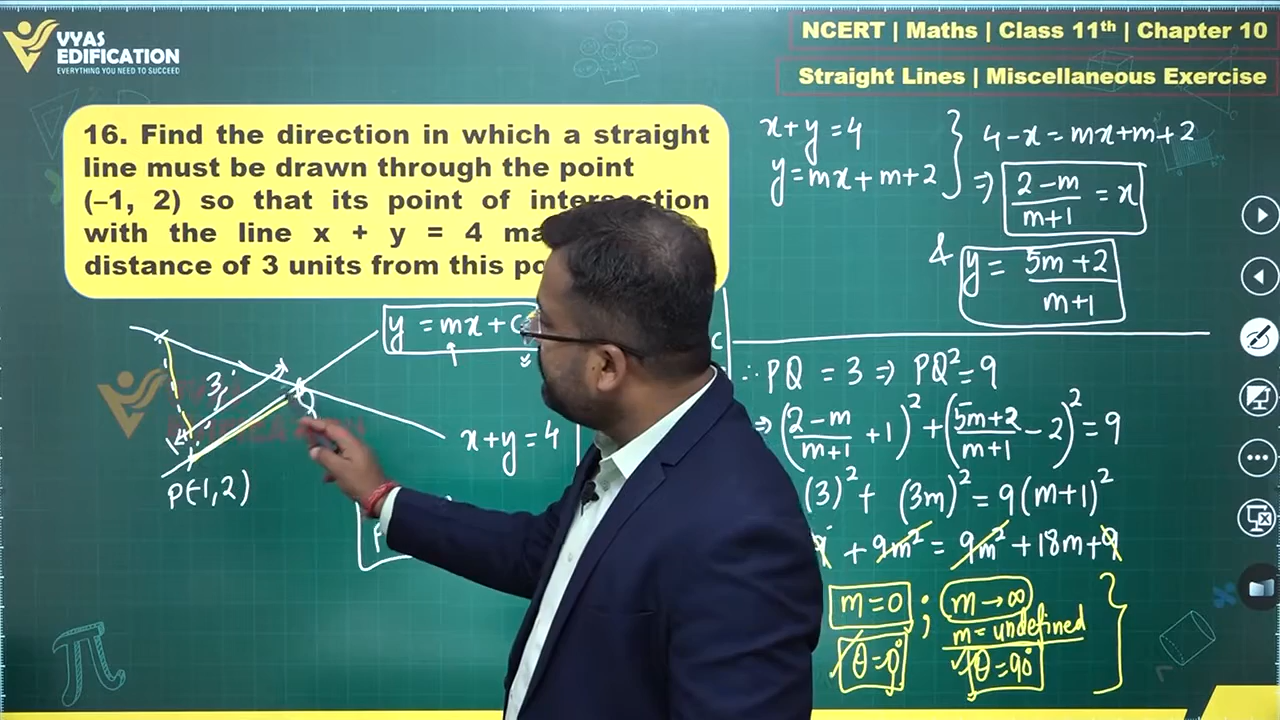 VYAS
EDIFICATION
EVERYTHING YOU NEED TO SUCCEED
NCERT | Maths | Class 11th | Chapter 10
Straight Lines | Miscellaneous Exercise
16. Find the direction in which a straight
line must be drawn through the point
(–1, 2) so that its point of intersection
with the line x + y = 4 ma
distance of 3 units from this po
y = mx + c
3
Q
x+y=4
P(-1,2)
c
x+y=4
y=mx+m+2
4-x=mx+m+2
⇒ (2-m)/(m+1) = x
& y = (5m+2)/(m+1)
∴ PQ = 3 ⇒ PQ²=9
⇒ ((2-m)/(m+1) + 1)² + ((5m+2)/(m+1) - 2)² = 9
(3)² + (3m)² = 9(m+1)²
9 + 9m² = 9m² + 18m + 9
m=0 ; m→∞
m = undefined
θ=0° θ=90°
π